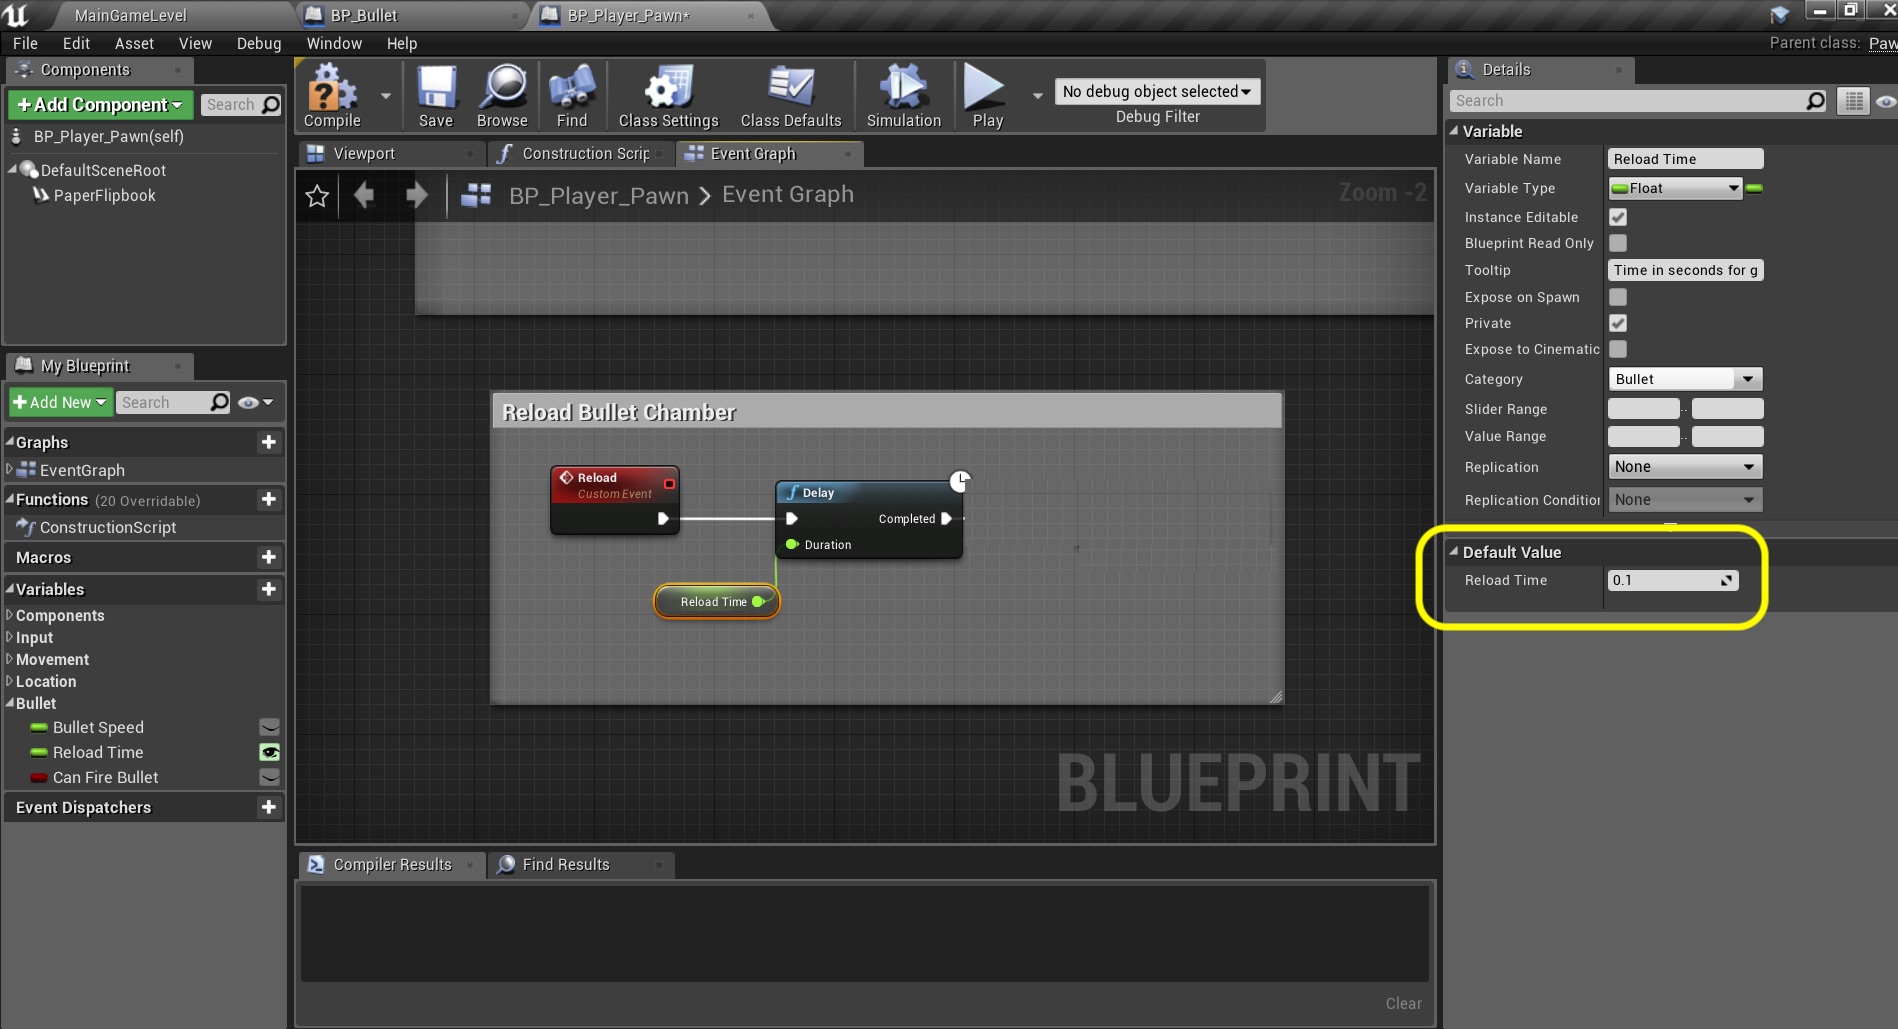 MainGameLevel
BP_Bullet
BP_Player_Pawn*
File Edit Asset View Debug Window Help
Parent class: Paw
Components
+Add Component
Search
BP_Player_Pawn(self)
DefaultSceneRoot
PaperFlipbook
My Blueprint
+Add New
Search
Graphs
EventGraph
Functions (20 Overridable)
ConstructionScript
Macros
Variables
Components
Input
Movement
Location
Bullet
Bullet Speed
Reload Time
Can Fire Bullet
Event Dispatchers
Compile
Save
Browse
Find
Class Settings
Class Defaults
Simulation
Play
No debug object selected
Debug Filter
Viewport
Construction Scrip
Event Graph
BP_Player_Pawn > Event Graph
Zoom -2
Reload Bullet Chamber
Reload
Custom Event
Delay
Completed
Duration
Reload Time
BLUEPRINT
Compiler Results
Find Results
Clear
Details
Search
Variable
Variable Name Reload Time
Variable Type Float
Instance Editable
Blueprint Read Only
Tooltip Time in seconds for g
Expose on Spawn
Private
Expose to Cinematic
Category Bullet
Slider Range ..
Value Range ..
Replication None
Replication Condition None
Default Value
Reload Time 0.1